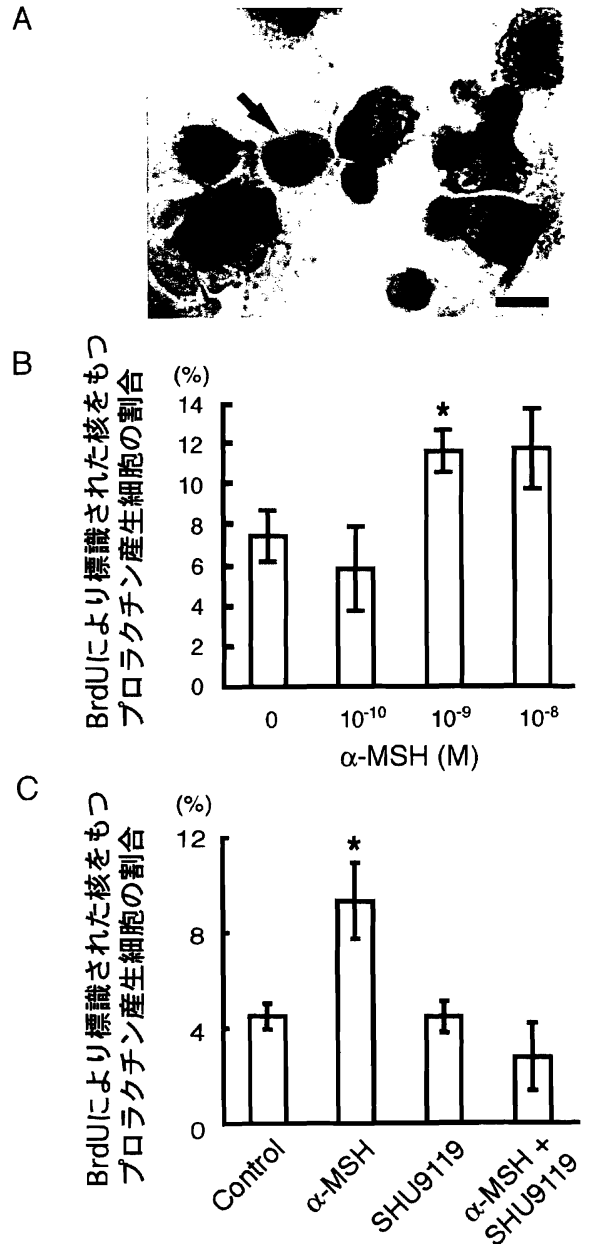 A
B
BrdUにより標識された核をもつ
プロラクチン産生細胞の割合
(%)
14
12
10
8
6
4
2
0
*
0
10⁻¹⁰
10⁻⁹
10⁻⁸
α-MSH (M)
C
BrdUにより標識された核をもつ
プロラクチン産生細胞の割合
(%)
12
8
4
0
*
Control
α-MSH
SHU9119
α-MSH +
SHU9119